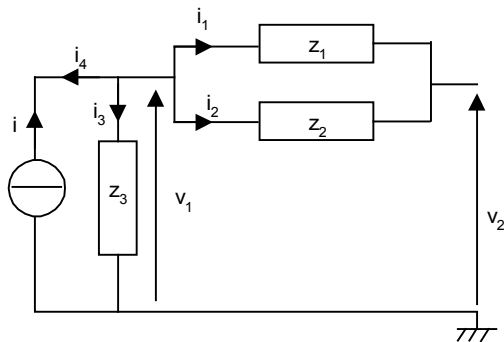 i₁
z₁
i₄
i₂
z₂
i
i₃
z₃
v₁
v₂